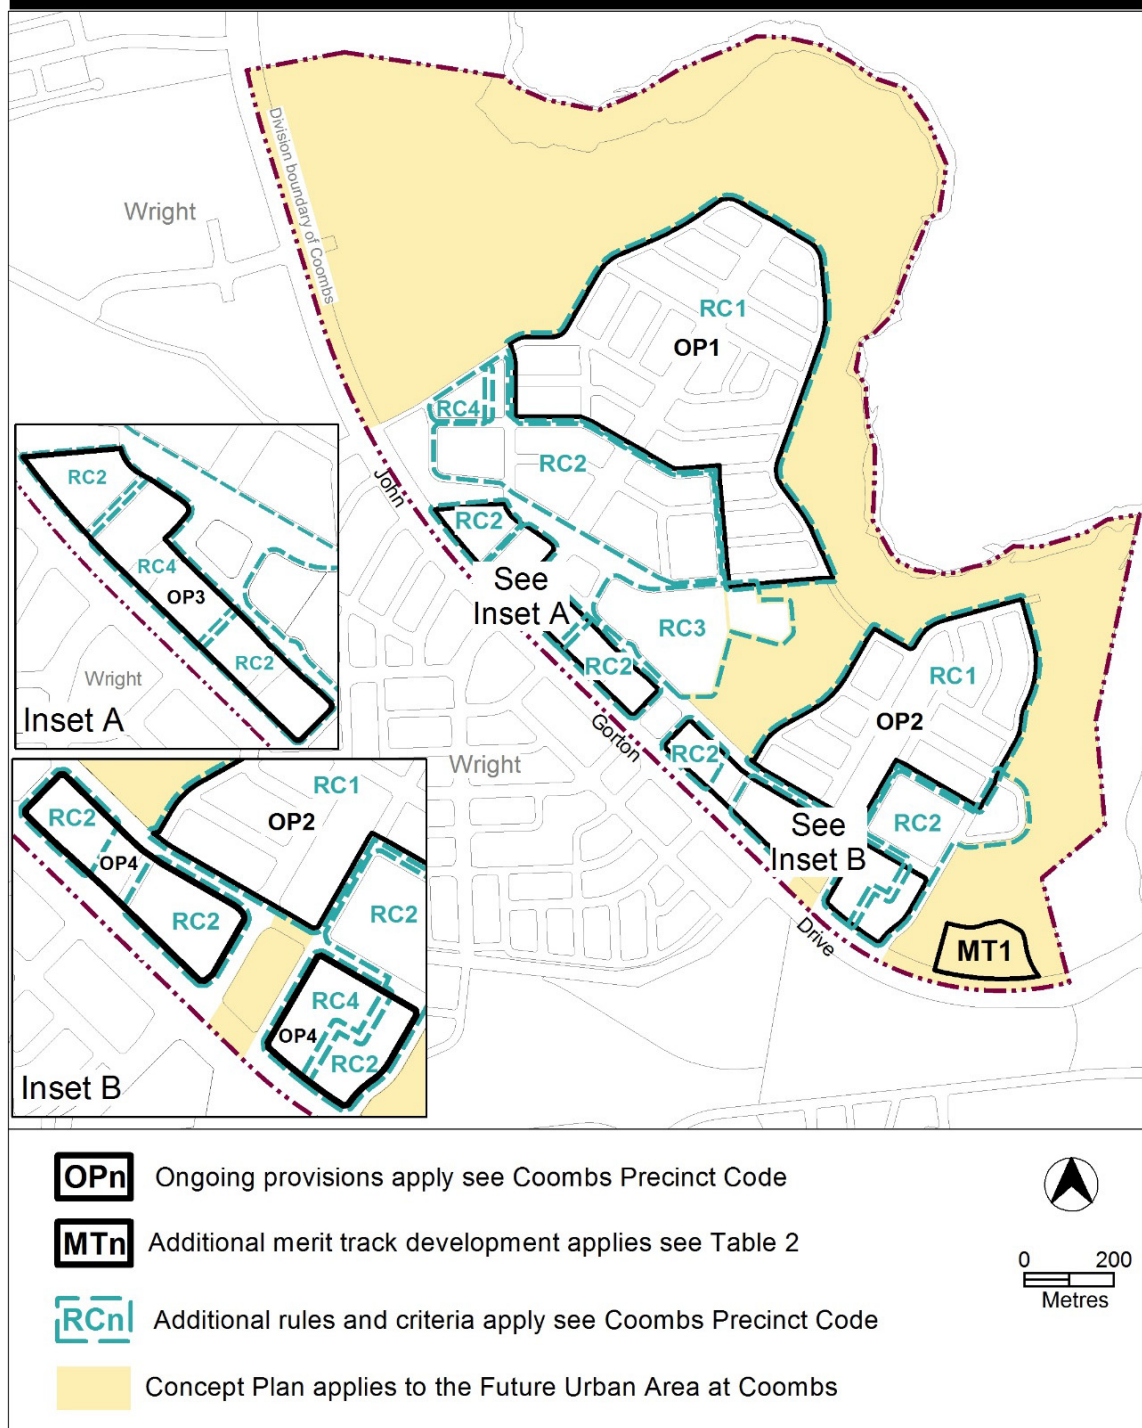 Division boundary of Coombs
Wright
RC1
OP1
RC4
RC2
John
RC2
See
Inset A
RC3
RC2
Gorton
RC1
OP2
RC2
Wright
RC2
See
Inset B
Drive
MT1
RC2
RC4
OP3
RC2
Wright
Inset A
RC1
OP2
RC2
OP4
RC2
RC2
RC4
OP4
RC2
Inset B
OPn Ongoing provisions apply see Coombs Precinct Code
MTn Additional merit track development applies see Table 2
RCn Additional rules and criteria apply see Coombs Precinct Code
Concept Plan applies to the Future Urban Area at Coombs
0 200
Metres